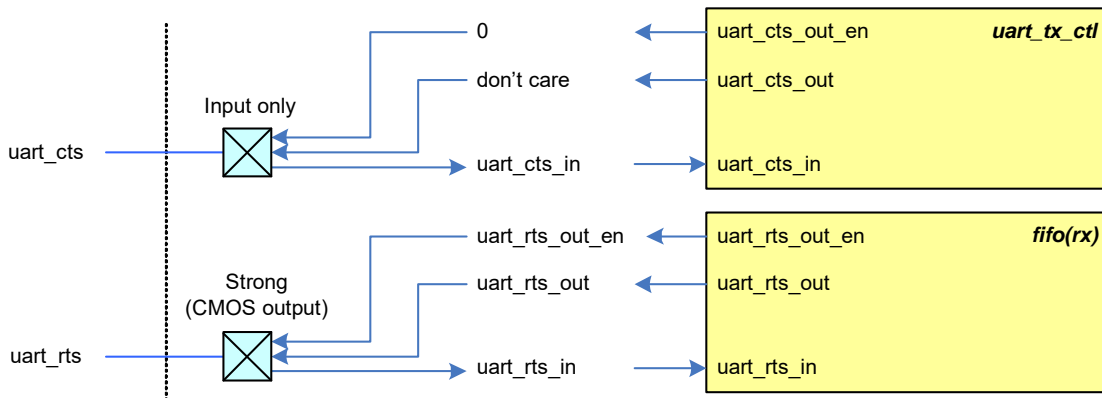 0
uart_cts_out_en
uart_tx_ctl
don't care
uart_cts_out
Input only
uart_cts
uart_cts_in
uart_cts_in
uart_rts_out_en
uart_rts_out_en
fifo(rx)
Strong
(CMOS output)
uart_rts_out
uart_rts_out
uart_rts
uart_rts_in
uart_rts_in